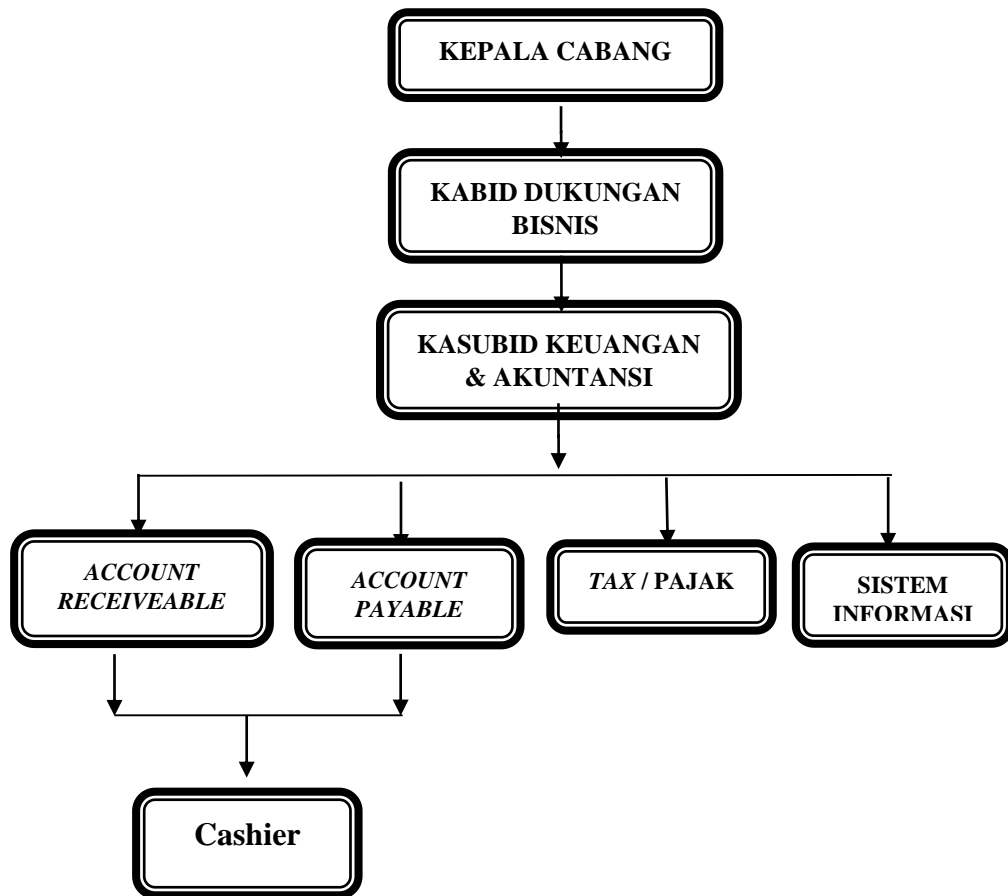 KEPALA CABANG
KABID DUKUNGAN
BISNIS
KASUBID KEUANGAN
& AKUNTANSI
ACCOUNT
RECEIVEABLE
ACCOUNT
PAYABLE
TAX / PAJAK
SISTEM
INFORMASI
Cashier